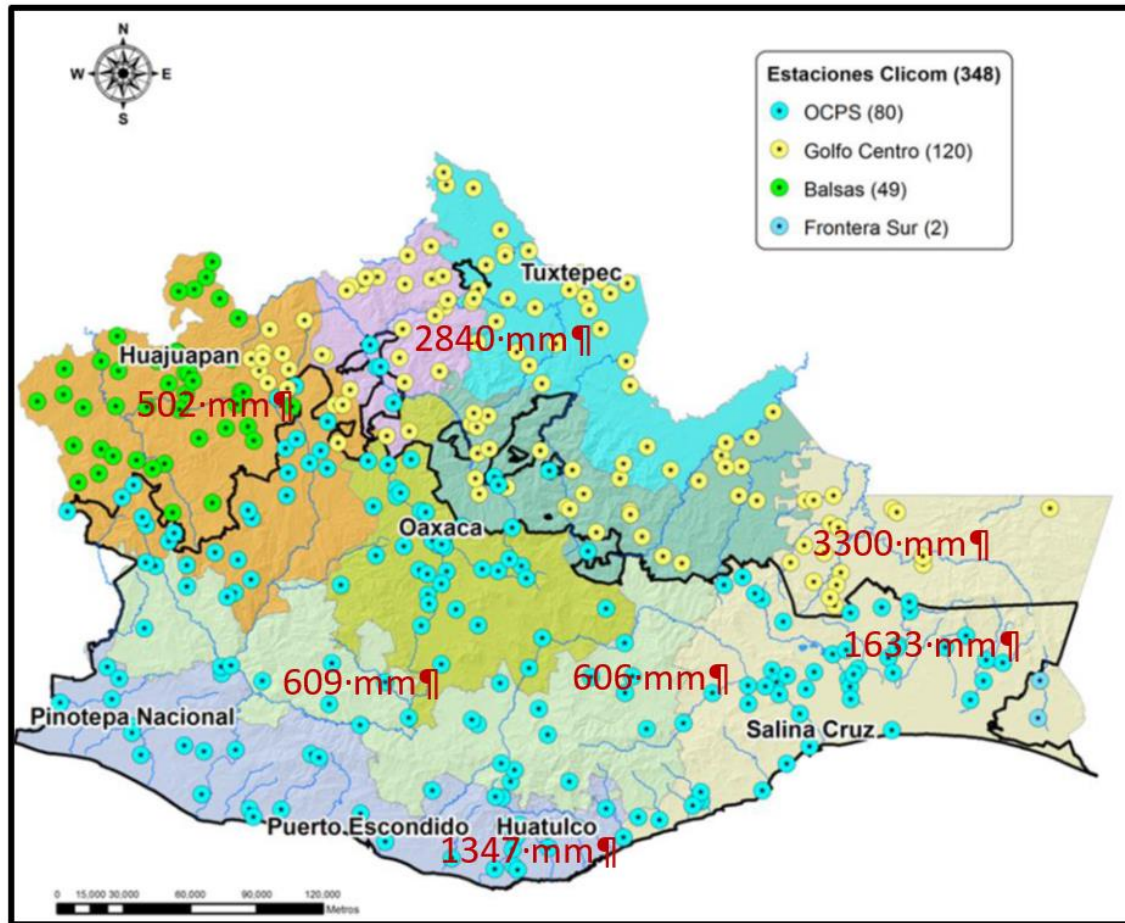 N
W E
S
Estaciones Clicom (348)
OCPS (80)
Golfo Centro (120)
Balsas (49)
Frontera Sur (2)
Tuxtepec
2840·mm¶
Huajuapan
502·mm¶
Oaxaca
3300·mm¶
1633·mm¶
609·mm¶
606·mm¶
Pinotepa Nacional
Salina Cruz
Puerto Escondido
Huatulco
1347·mm¶
0 15,000 30,000 60,000 90,000 120,000
Metros